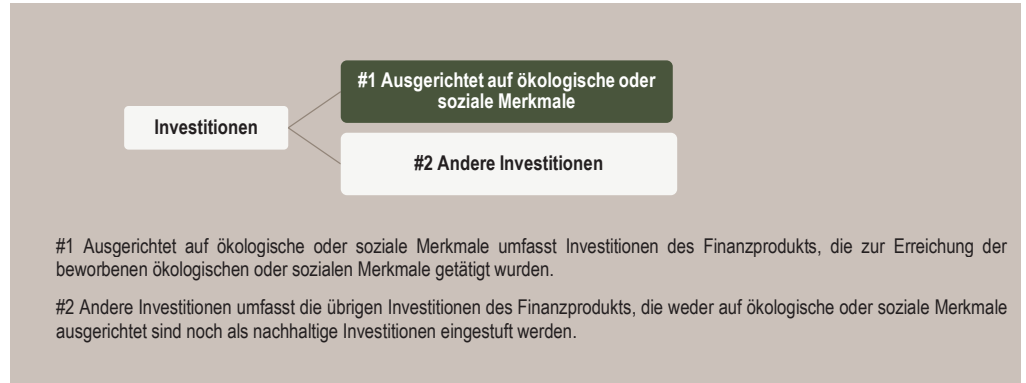 #1 Ausgerichtet auf ökologische oder
soziale Merkmale
Investitionen
#2 Andere Investitionen
#1 Ausgerichtet auf ökologische oder soziale Merkmale umfasst Investitionen des Finanzprodukts, die zur Erreichung der
beworbenen ökologischen oder sozialen Merkmale getätigt wurden.
#2 Andere Investitionen umfasst die übrigen Investitionen des Finanzprodukts, die weder auf ökologische oder soziale Merkmale
ausgerichtet sind noch als nachhaltige Investitionen eingestuft werden.